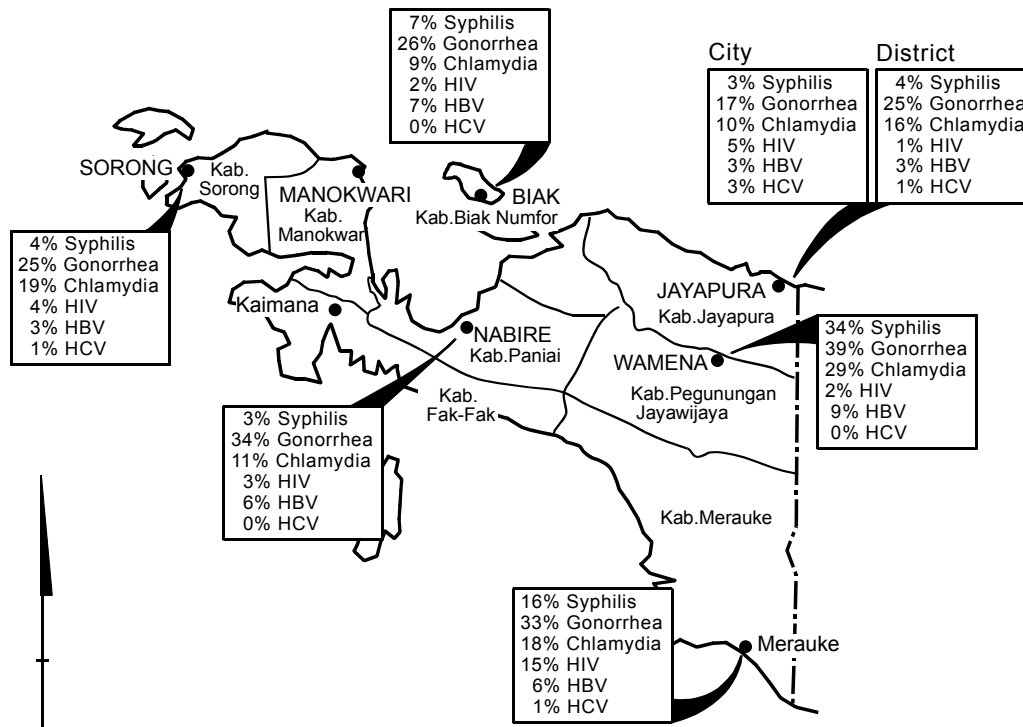 7% Syphilis
26% Gonorrhea
9% Chlamydia
2% HIV
7% HBV
0% HCV
City
3% Syphilis
17% Gonorrhea
10% Chlamydia
5% HIV
3% HBV
3% HCV
District
4% Syphilis
25% Gonorrhea
16% Chlamydia
1% HIV
3% HBV
1% HCV
SORONG
Kab.
Sorong
MANOKWARI
Kab.
Manokwari
BIAK
Kab.Biak Numfor
4% Syphilis
25% Gonorrhea
19% Chlamydia
4% HIV
3% HBV
1% HCV
Kaimana
NABIRE
Kab.Paniai
JAYAPURA
Kab.Jayapura
WAMENA
Kab.Pegunungan
Jayawijaya
34% Syphilis
39% Gonorrhea
29% Chlamydia
2% HIV
9% HBV
0% HCV
Kab.
Fak-Fak
3% Syphilis
34% Gonorrhea
11% Chlamydia
3% HIV
6% HBV
0% HCV
Kab.Merauke
16% Syphilis
33% Gonorrhea
18% Chlamydia
15% HIV
6% HBV
1% HCV
Merauke